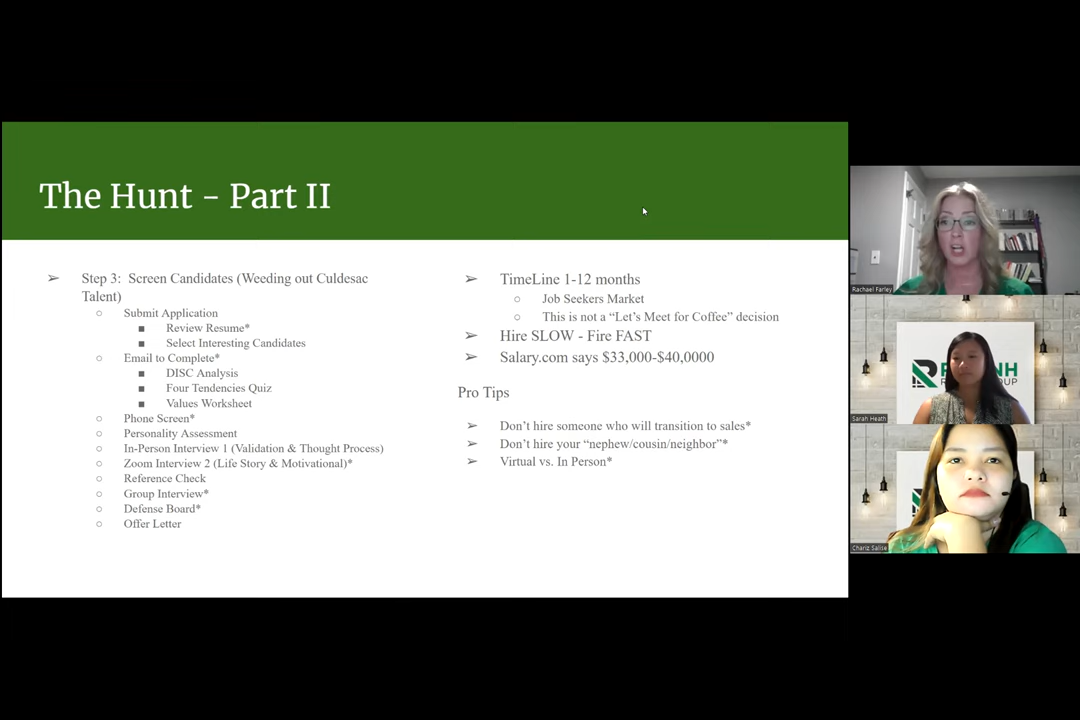 The Hunt - Part II
➢ Step 3: Screen Candidates (Weeding out Culdesac
Talent)
○ Submit Application
■ Review Resume*
■ Select Interesting Candidates
○ Email to Complete*
■ DISC Analysis
■ Four Tendencies Quiz
■ Values Worksheet
○ Phone Screen*
○ Personality Assessment
○ In-Person Interview 1 (Validation & Thought Process)
○ Zoom Interview 2 (Life Story & Motivational)*
○ Reference Check
○ Group Interview*
○ Defense Board*
○ Offer Letter
➢ TimeLine 1-12 months
○ Job Seekers Market
○ This is not a “Let’s Meet for Coffee” decision
➢ Hire SLOW - Fire FAST
➢ Salary.com says $33,000-$40,0000
Pro Tips
➢ Don’t hire someone who will transition to sales*
➢ Don’t hire your “nephew/cousin/neighbor”*
➢ Virtual vs. In Person*
Rachael Farley
Sarah Heath
Chariz Salise